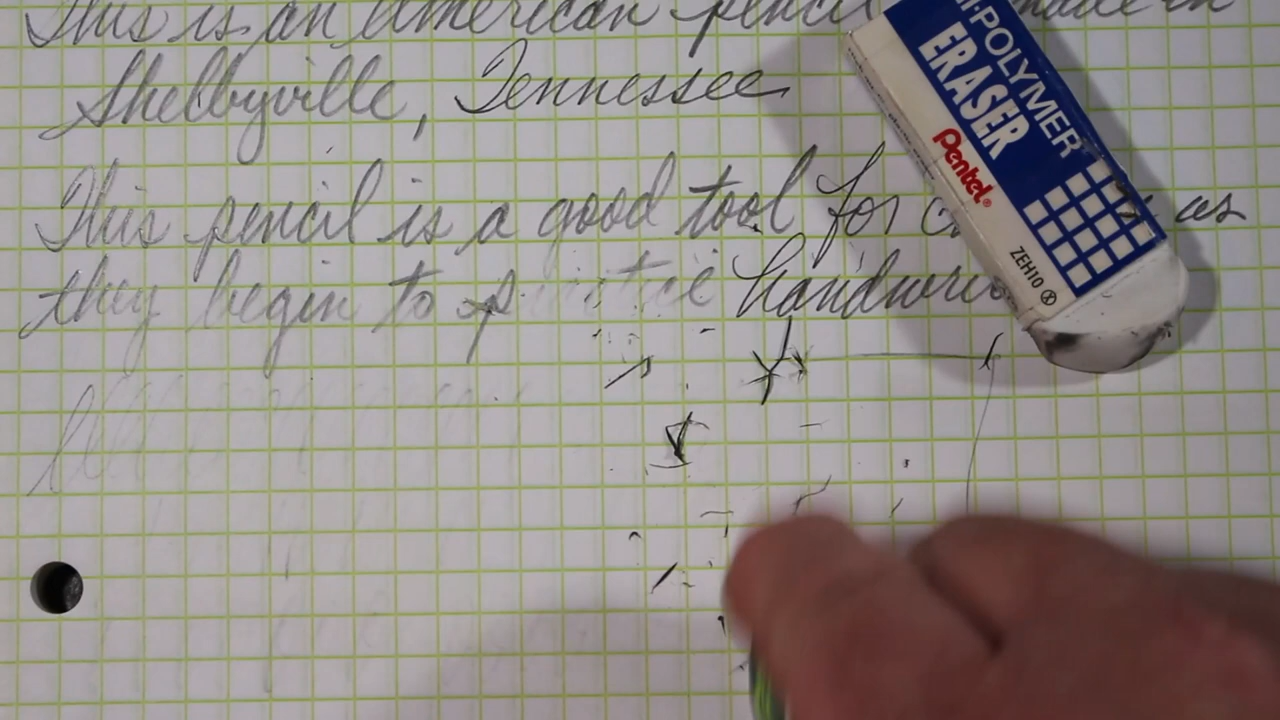 This is an American pencil made in
Shelbyville, Tennessee
This pencil is a good tool for as
they begin to practice
HI-POLYMER
ERASER
Pentel®
ZEH10